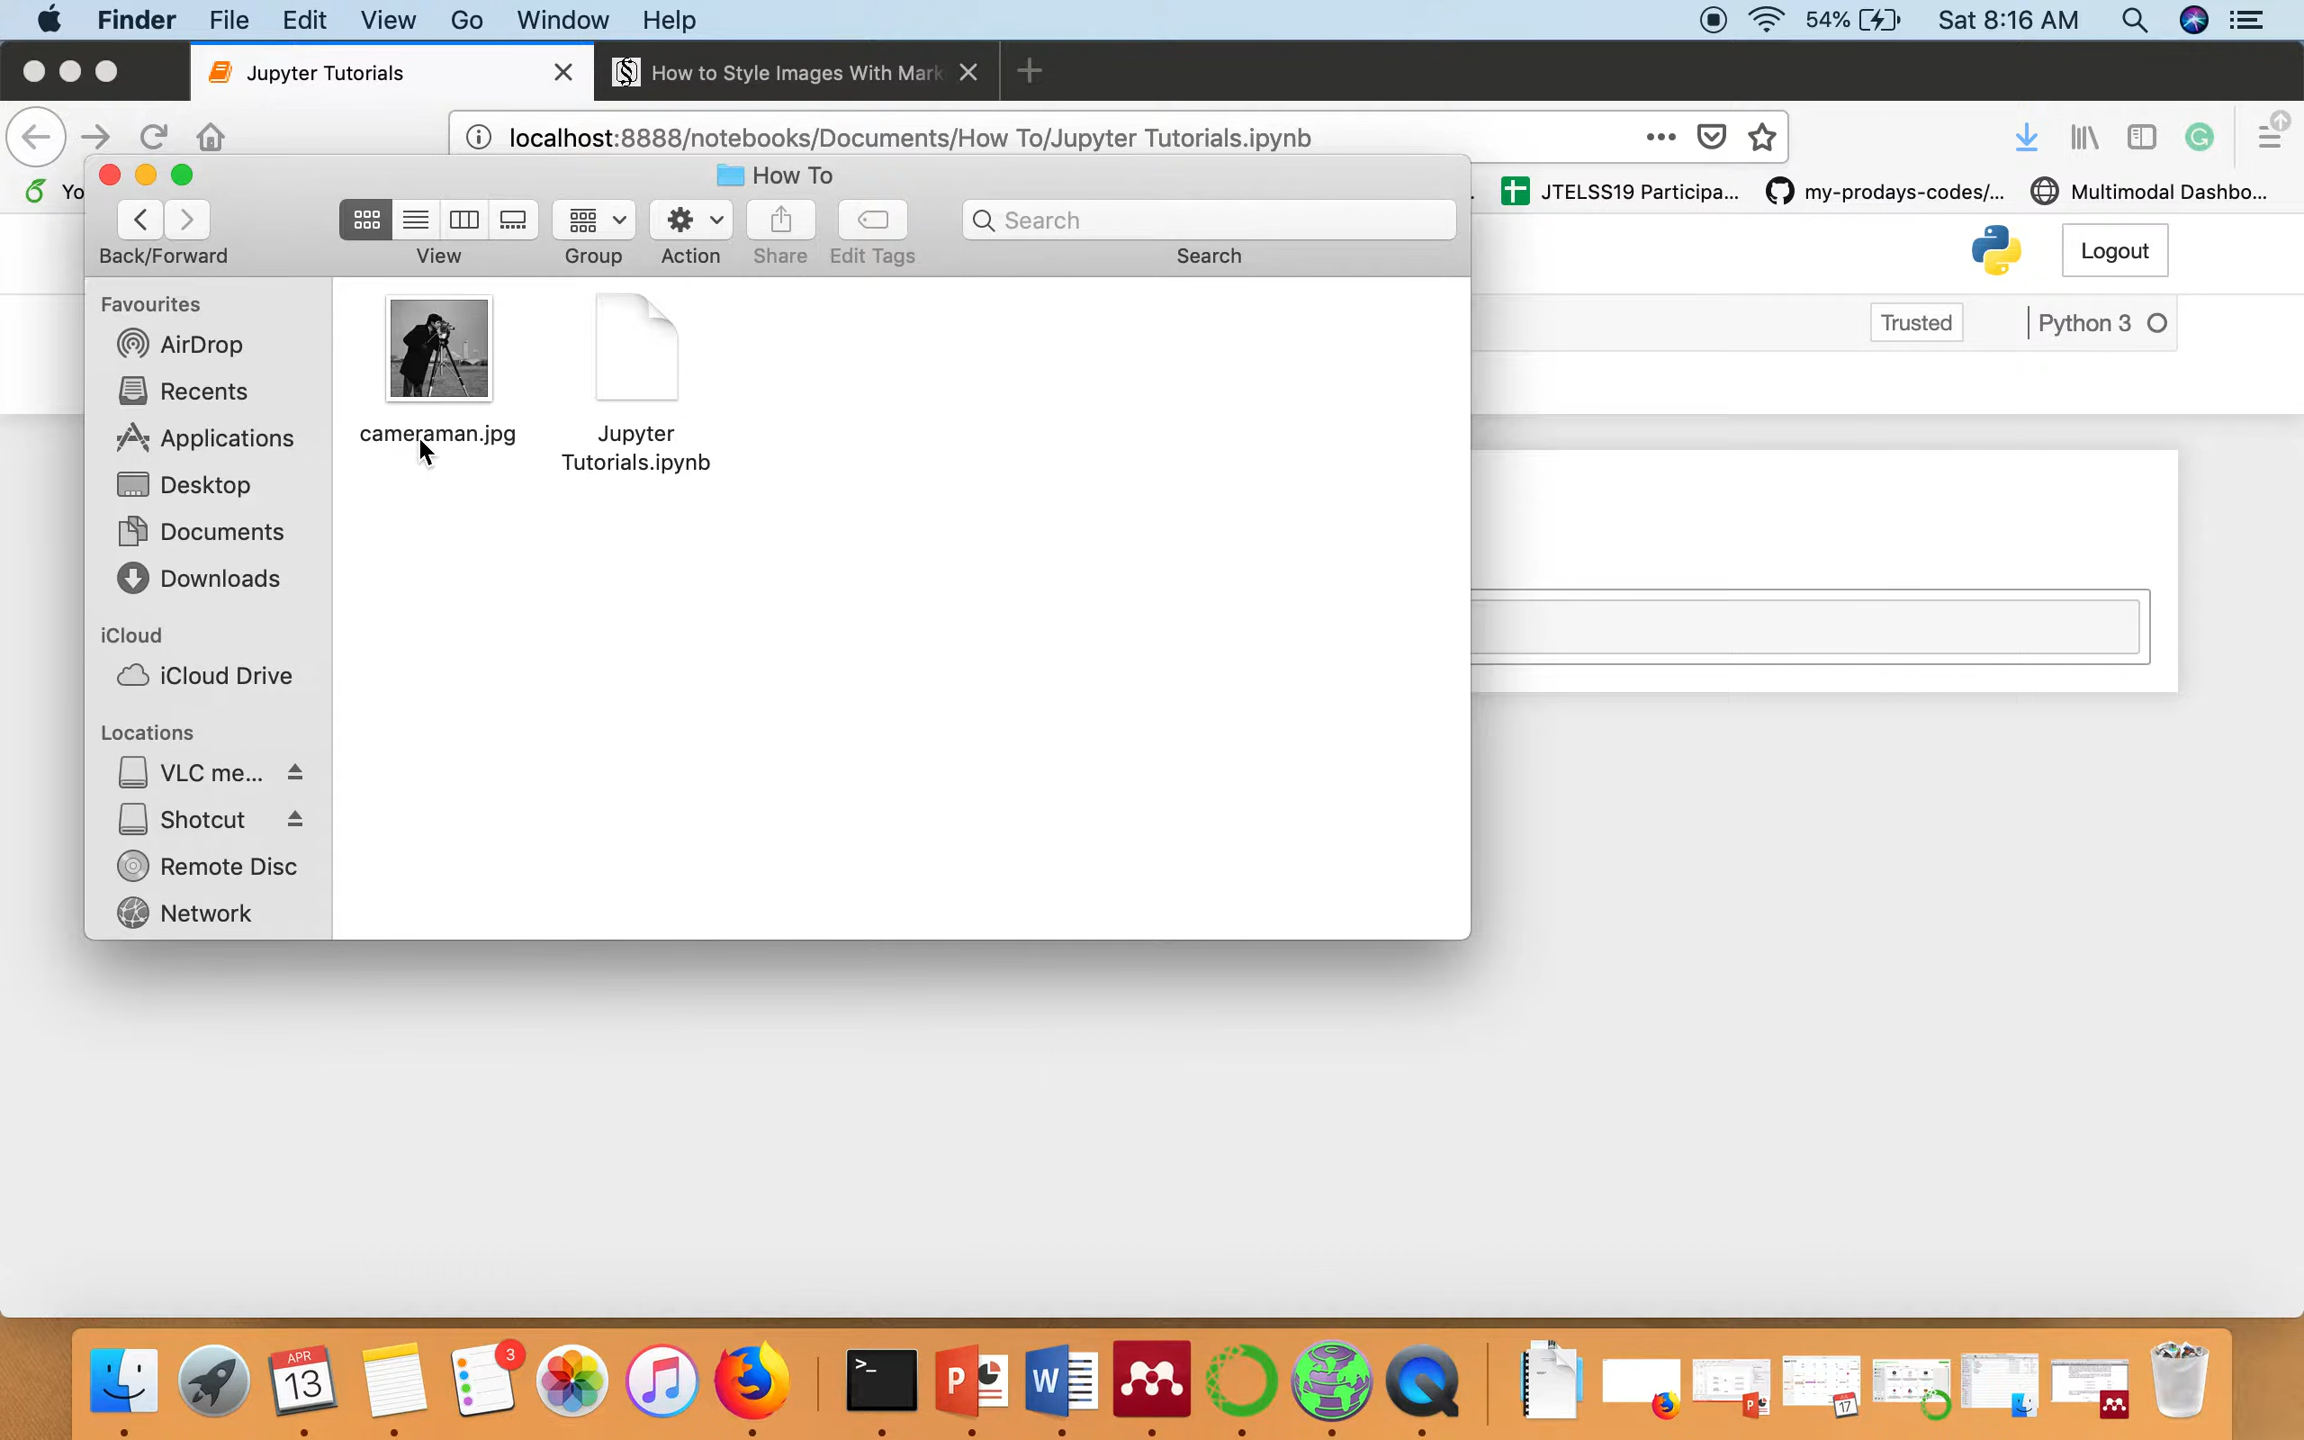 Finder File Edit View Go Window Help 54% Sat 8:16 AM
Jupyter Tutorials How to Style Images With Mark
localhost:8888/notebooks/Documents/How To/Jupyter Tutorials.ipynb
How To
Yo JTELSS19 Participa... my-prodays-codes/... Multimodal Dashbo...
Search
Back/Forward View Group Action Share Edit Tags Search
Logout
Trusted Python 3
Favourites
AirDrop
Recents
Applications
Desktop
Documents
Downloads
iCloud
iCloud Drive
Locations
VLC me...
Shotcut
Remote Disc
Network
cameraman.jpg
Jupyter
Tutorials.ipynb
APR
13
3
>_
P
W
17